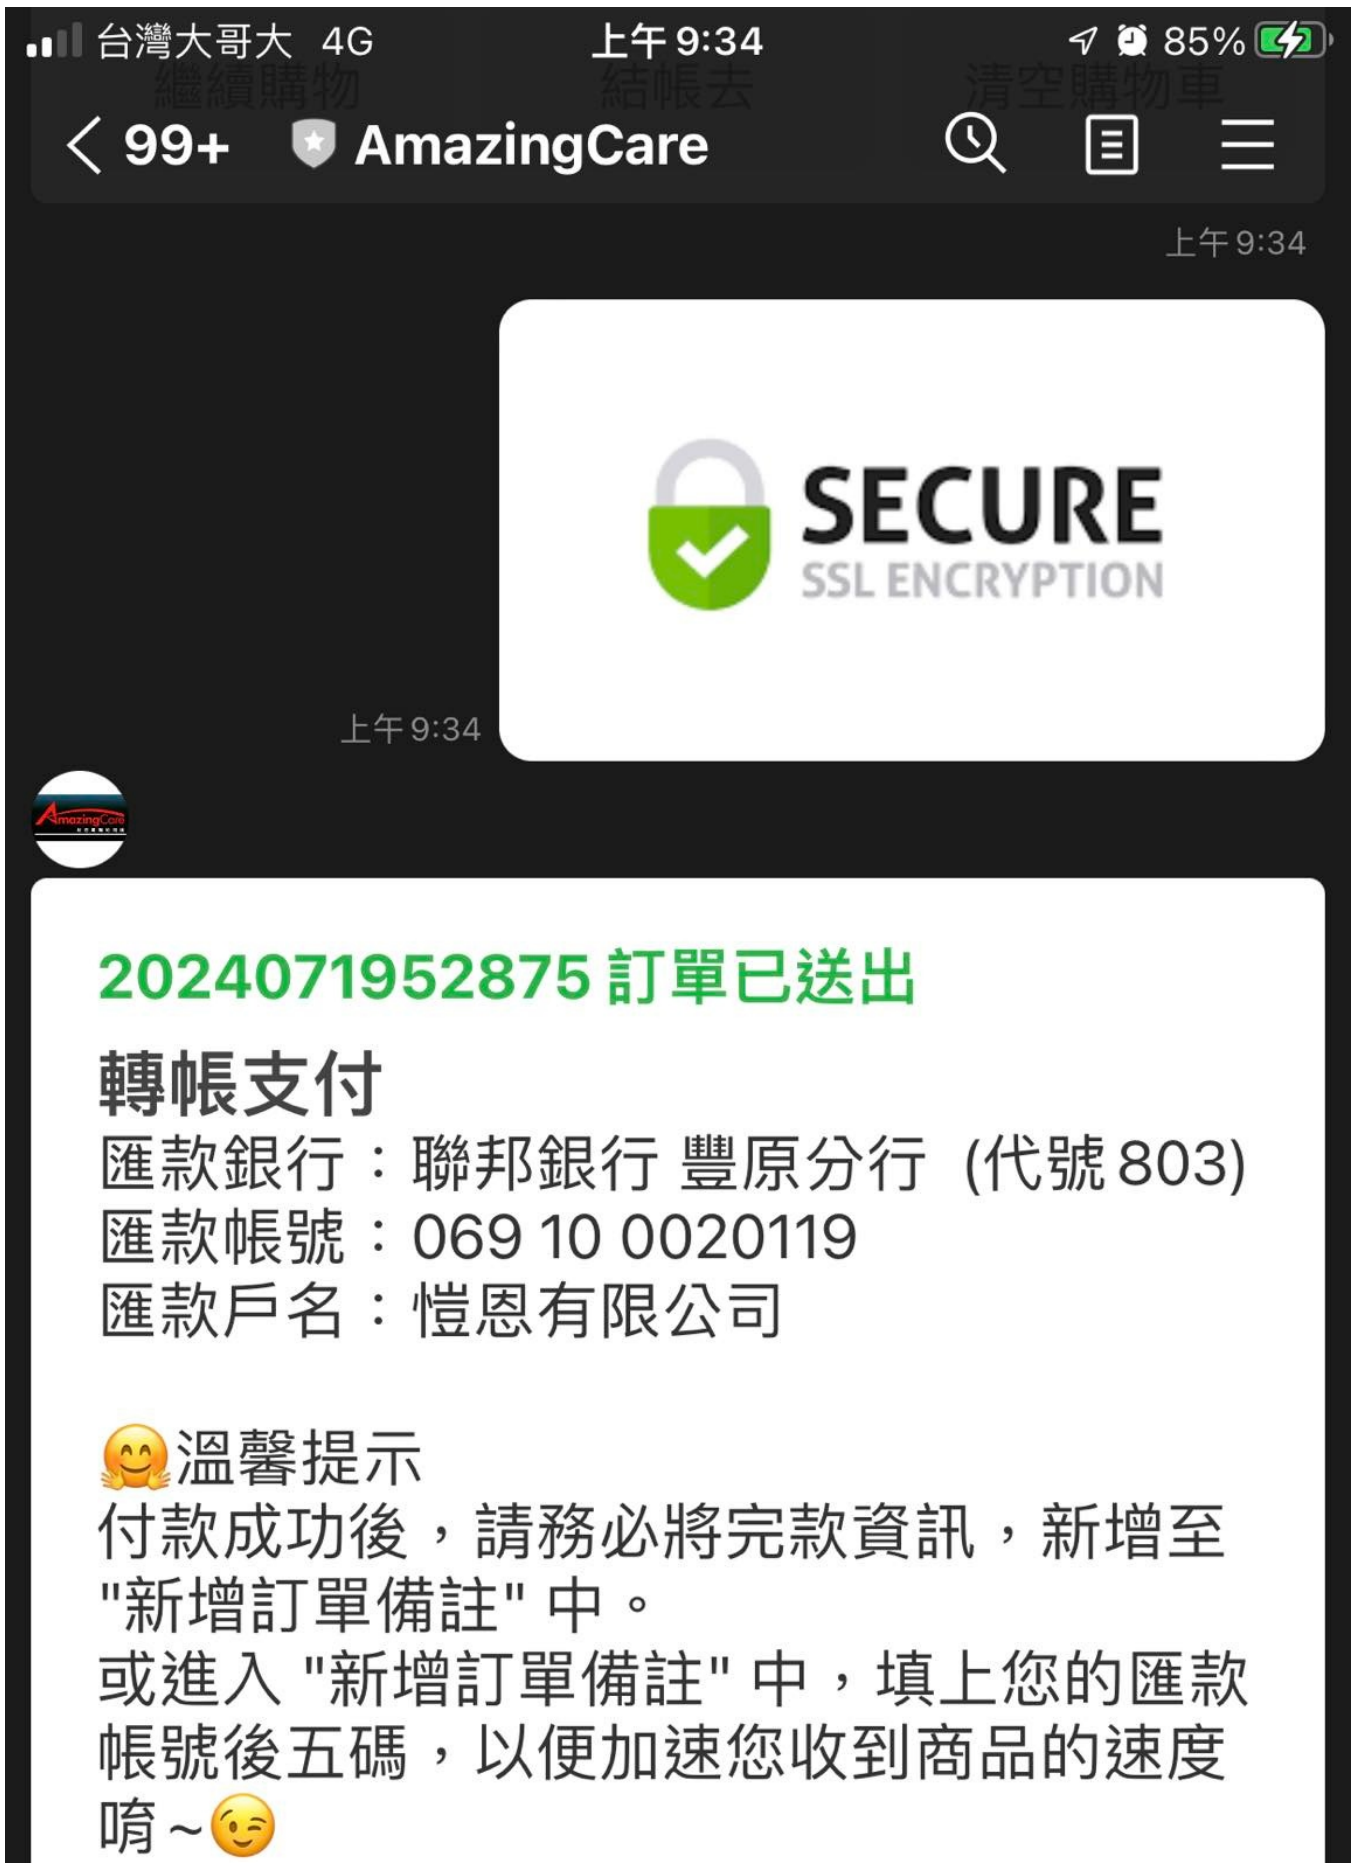 台灣大哥大 4G 上午 9:34 85%
繼續購物 結帳去 清空購物車
99+ AmazingCare
上午 9:34
SECURE
SSL ENCRYPTION
上午 9:34
AmazingCare
2024071952875 訂單已送出
轉帳支付
匯款銀行：聯邦銀行 豐原分行 (代號 803)
匯款帳號：069 10 0020119
匯款戶名：愷恩有限公司
🤗溫馨提示
付款成功後，請務必將完款資訊，新增至
"新增訂單備註" 中。
或進入 "新增訂單備註" 中，填上您的匯款
帳號後五碼，以便加速您收到商品的速度
唷～😉